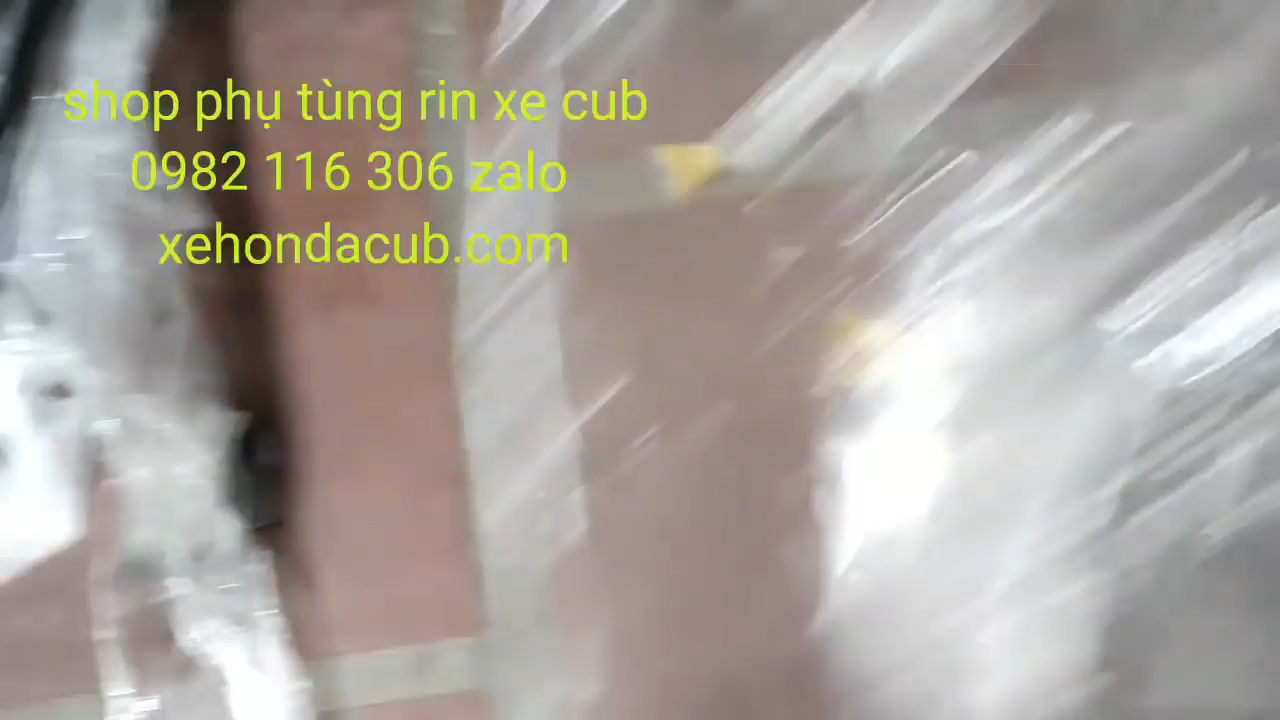 shop phụ tùng rin xe cub
0982 116 306 zalo
xehondacub.com